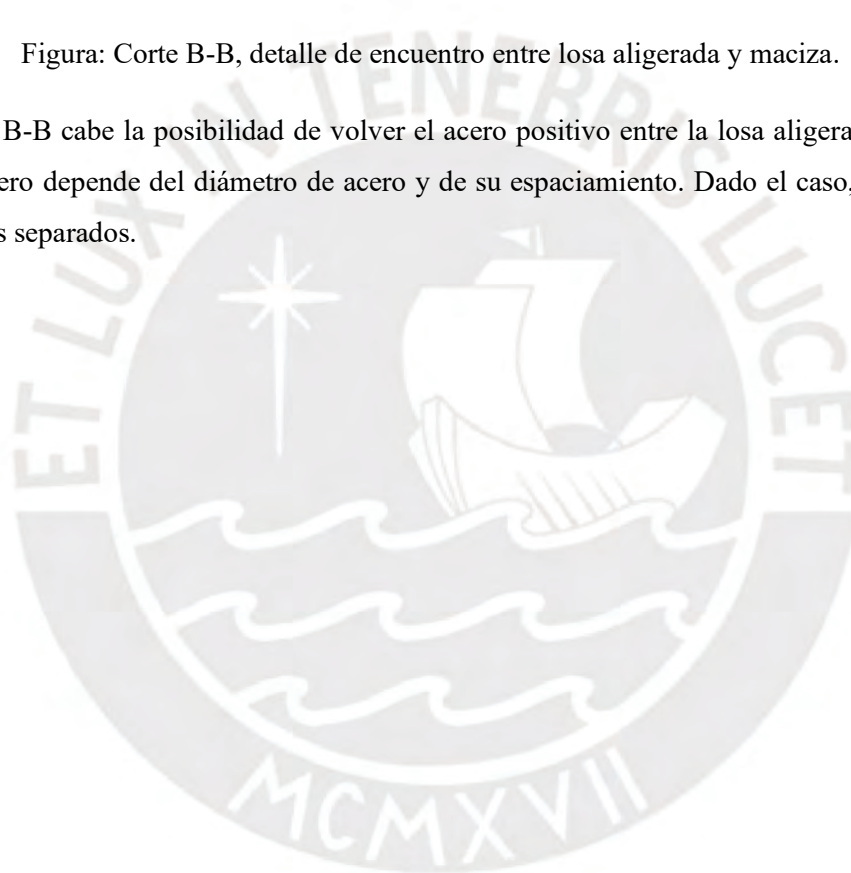 Figura: Corte B-B, detalle de encuentro entre losa aligerada y maciza.
B-B cabe la posibilidad de volver el acero positivo entre la losa
depende del diámetro de acero y de su espaciamiento. Dado el caso,
separados.
ET LUX IN TENEBRIS LUCET
MCMXVII